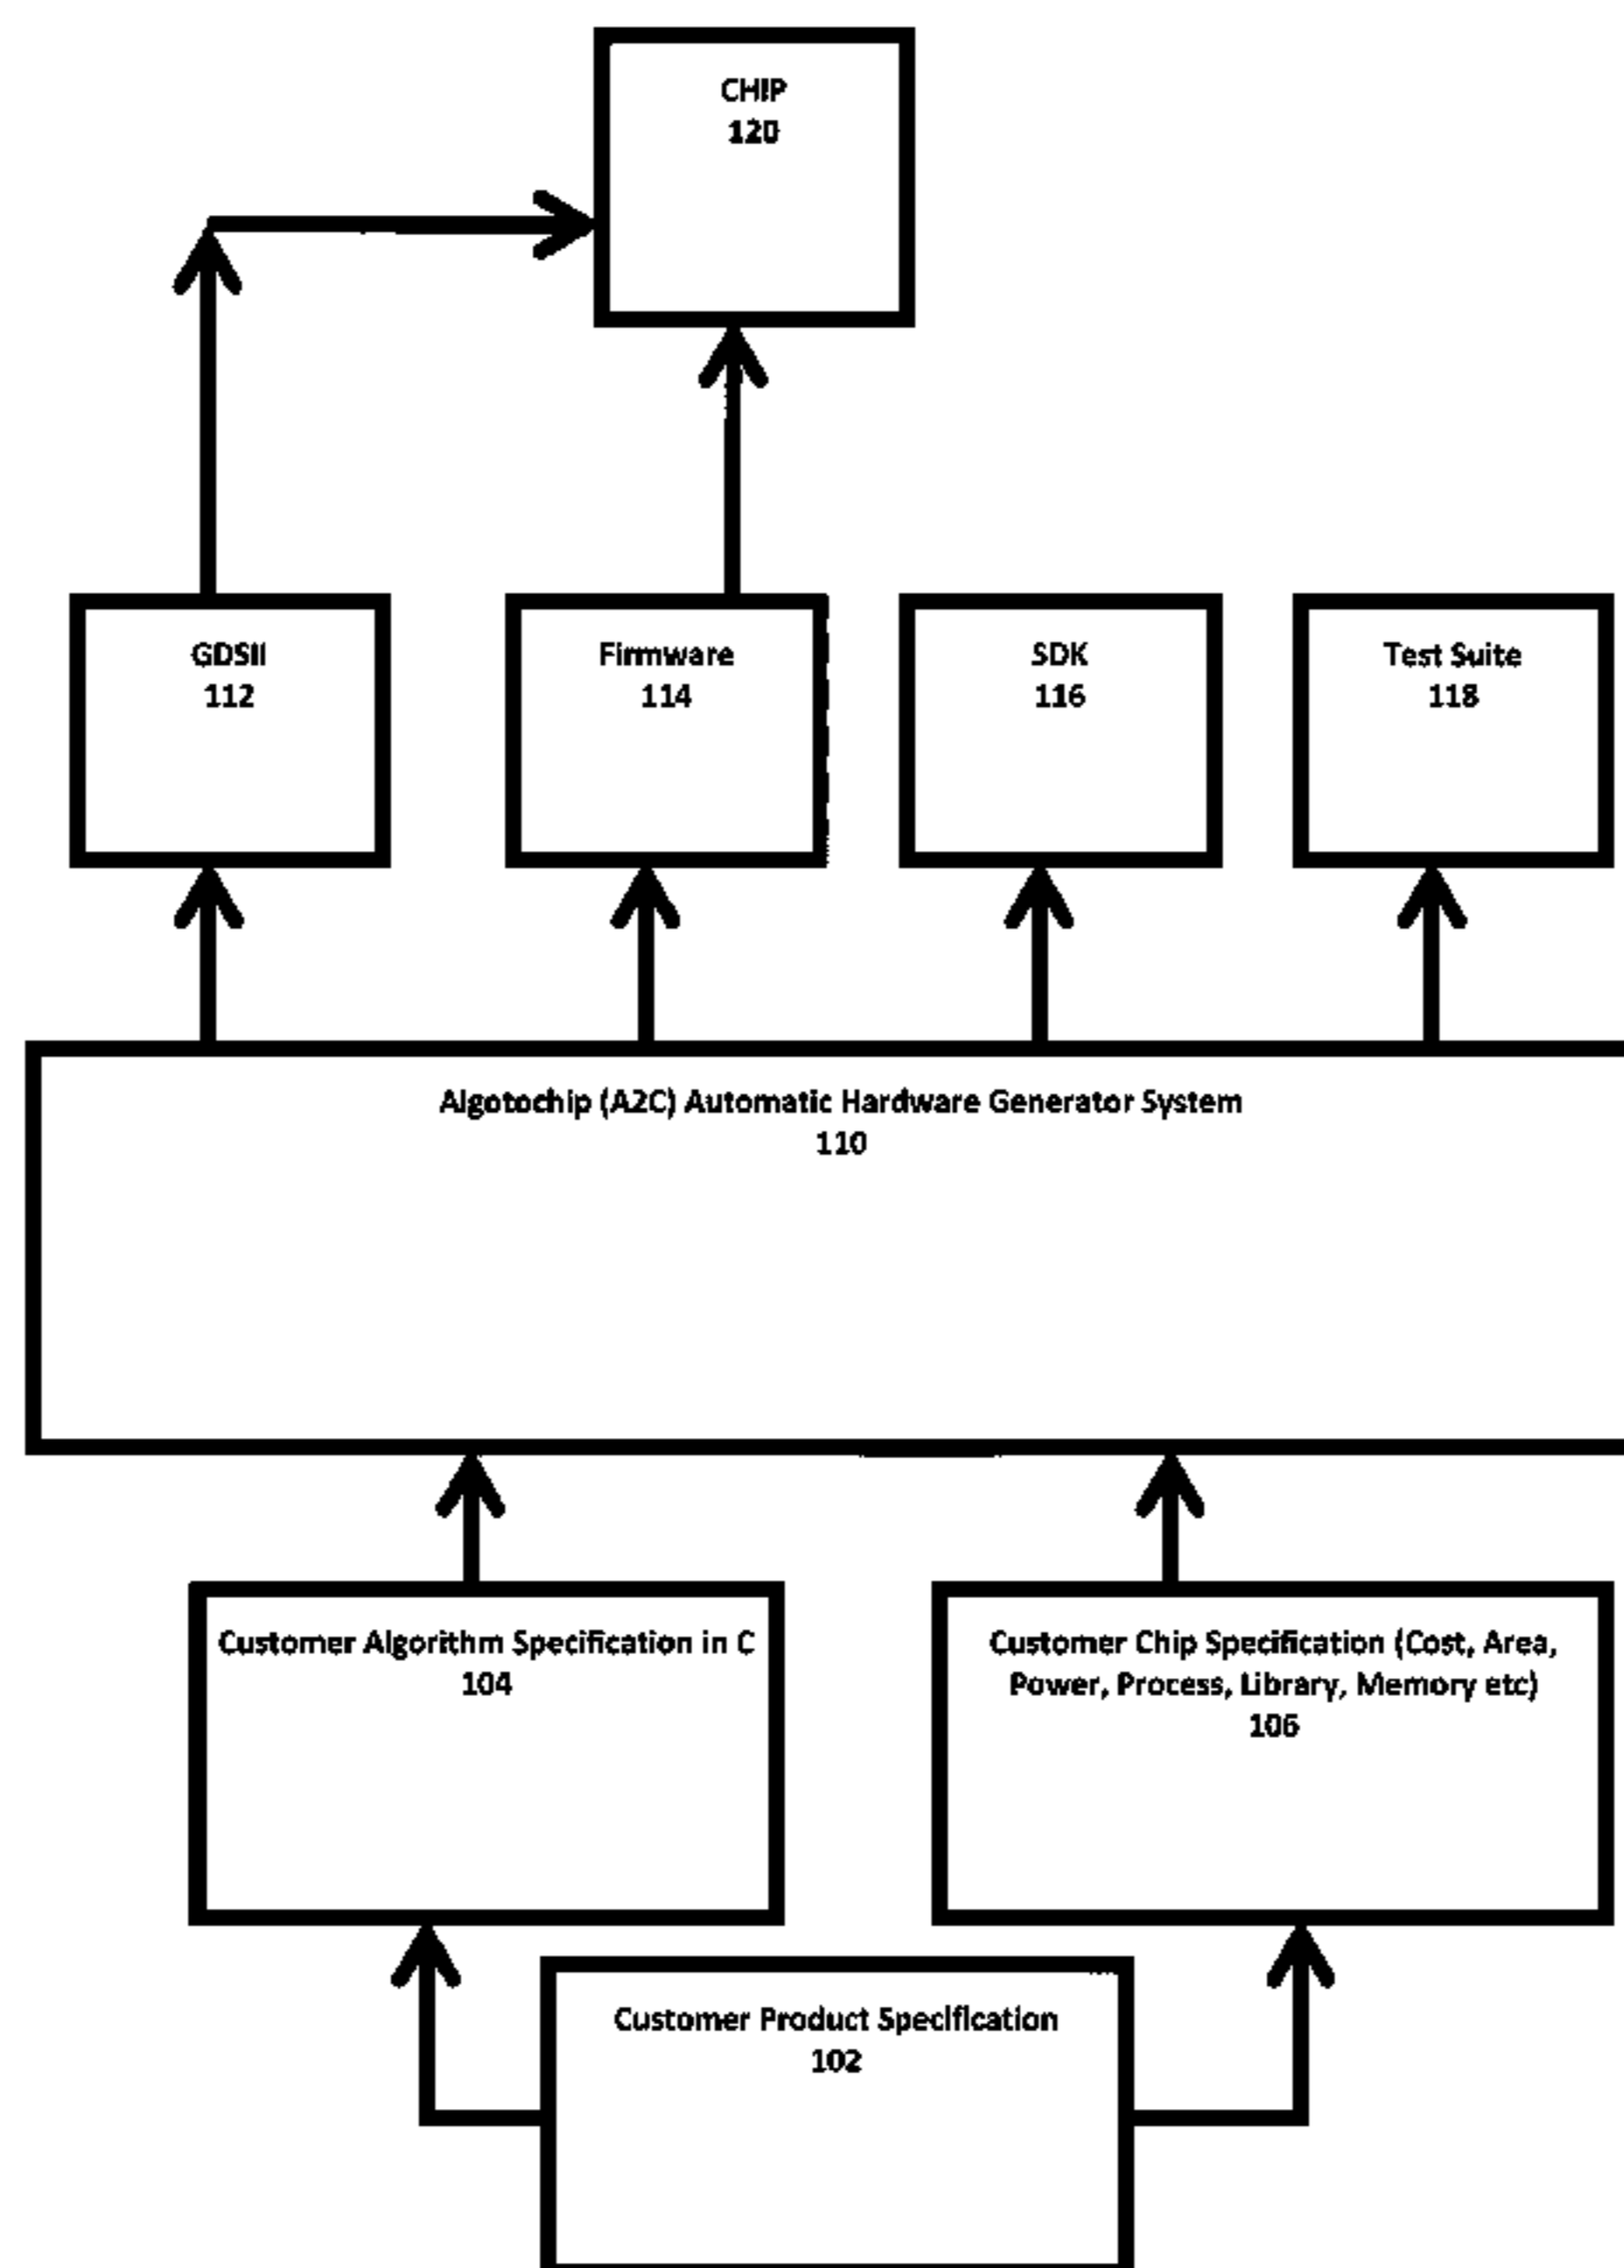 CHIP
120
GDSII
112
Firmware
114
SDK
116
Test Suite
118
Algotochip (A2C) Automatic Hardware Generator System
110
Customer Algorithm Specification in C
104
Customer Chip Specification (Cost, Area,
Power, Process, Library, Memory etc)
106
Customer Product Specification
102